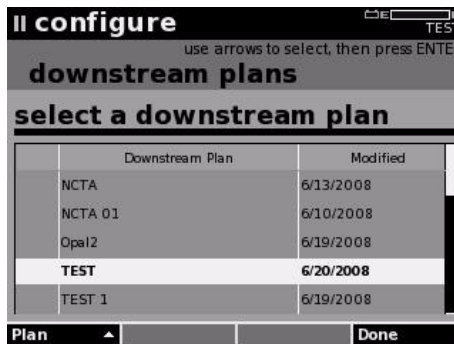 configure
E
TEST
use arrows to select, then press ENTE
downstream plans
select a downstream plan
Downstream Plan Modified
NCTA 6/13/2008
NCTA 01 6/10/2008
Opal2 6/19/2008
TEST 6/20/2008
TEST 1 6/19/2008
Plan Done